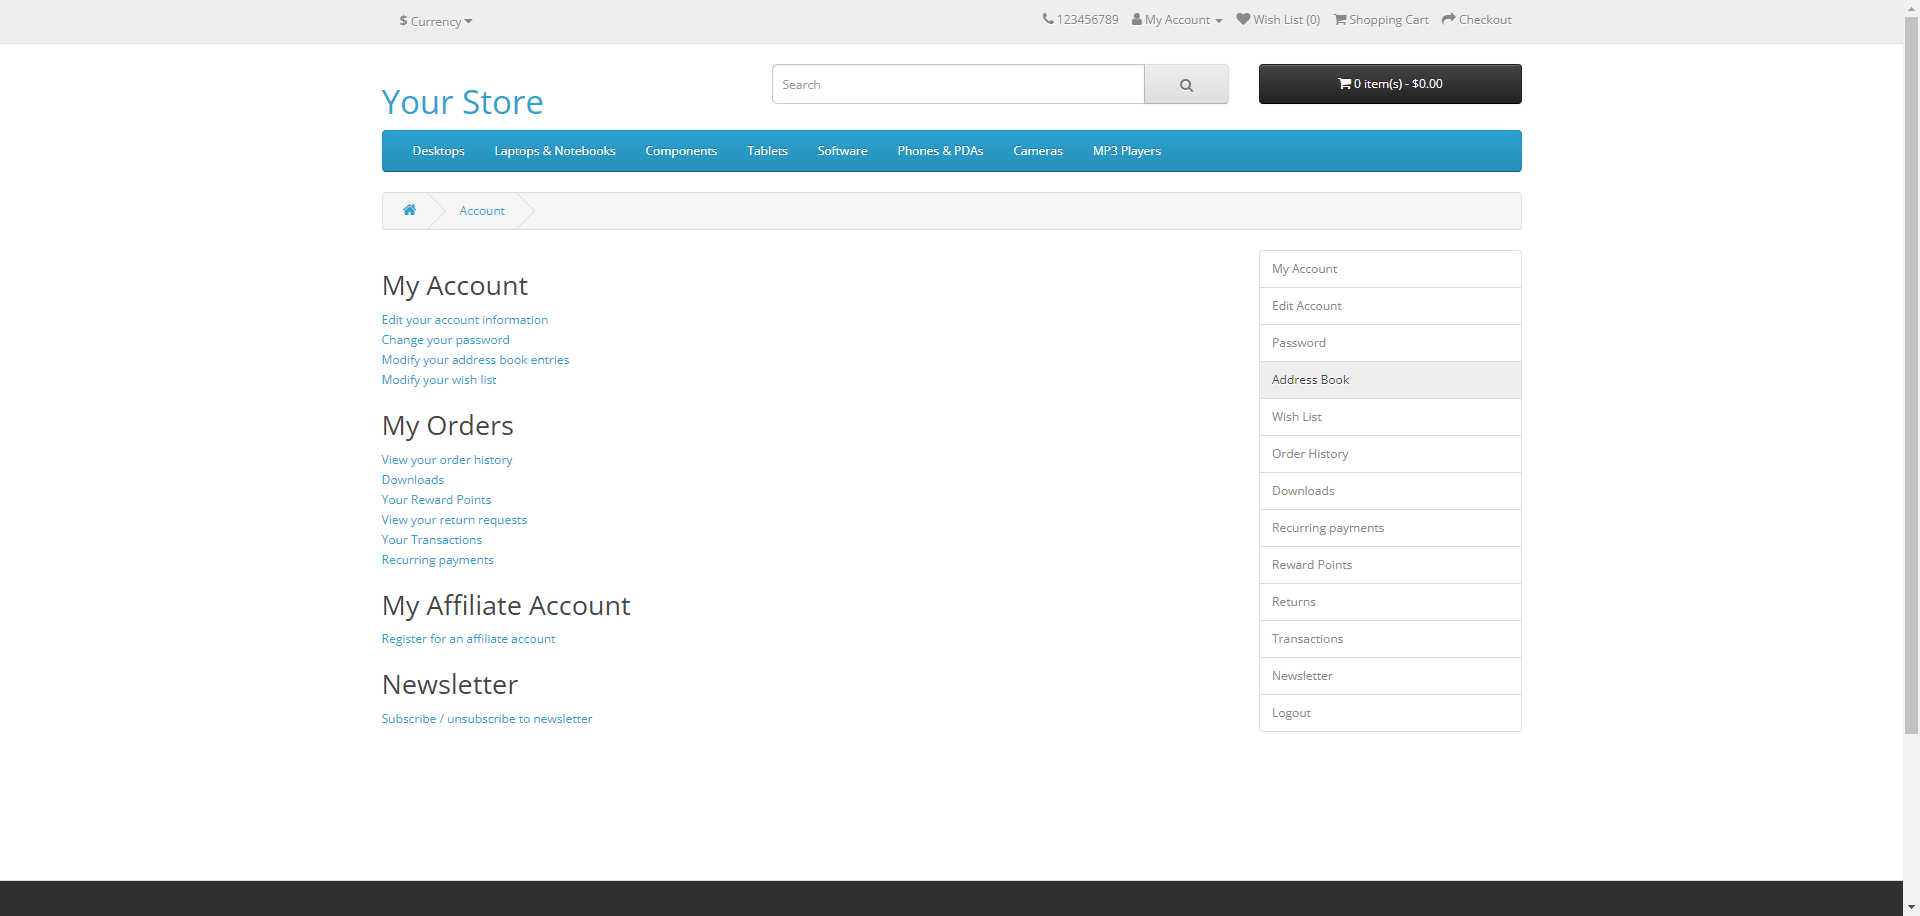 $ Currency
123456789 My Account Wish List (0) Shopping Cart Checkout
Your Store
Search
0 item(s) - $0.00
Desktops Laptops & Notebooks Components Tablets Software Phones & PDAs Cameras MP3 Players
Account
My Account
Edit your account information
Change your password
Modify your address book entries
Modify your wish list
My Orders
View your order history
Downloads
Your Reward Points
View your return requests
Your Transactions
Recurring payments
My Affiliate Account
Register for an affiliate account
Newsletter
Subscribe / unsubscribe to newsletter
My Account
Edit Account
Password
Address Book
Wish List
Order History
Downloads
Recurring payments
Reward Points
Returns
Transactions
Newsletter
Logout